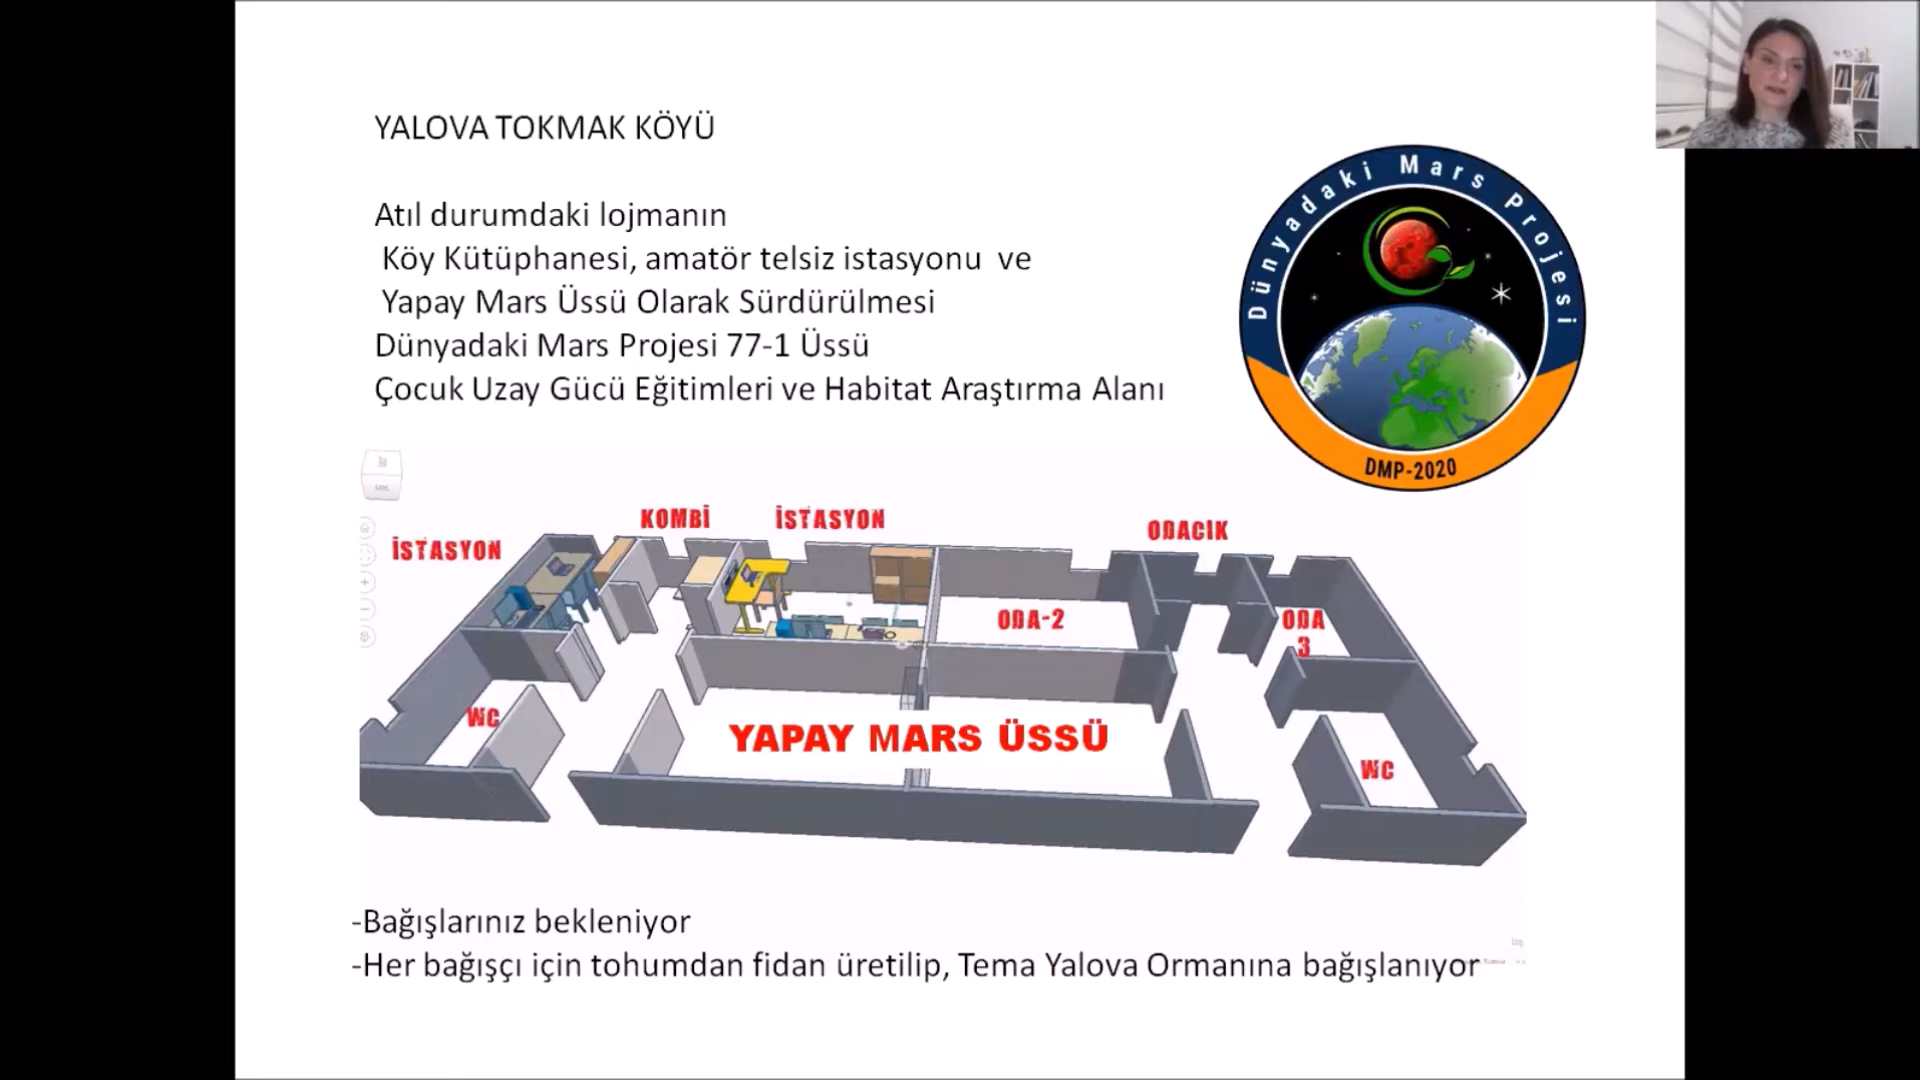 YALOVA TOKMAK KÖYÜ
Atıl durumdaki lojmanın
Köy Kütüphanesi, amatör telsiz istasyonu ve
Yapay Mars Üssü Olarak Sürdürülmesi
Dünyadaki Mars Projesi 77-1 Üssü
Çocuk Uzay Gücü Eğitimleri ve Habitat Araştırma Alanı
Dünyadaki Mars Projesi
DMP-2020
İSTASYON
KOMBİ
İSTASYON
ODACIK
ODA-2
ODA
3
WC
YAPAY MARS ÜSSÜ
WC
-Bağışlarınız bekleniyor
-Her bağışçı için tohumdan fidan üretilip, Tema Yalova Ormanına bağışlanıyor